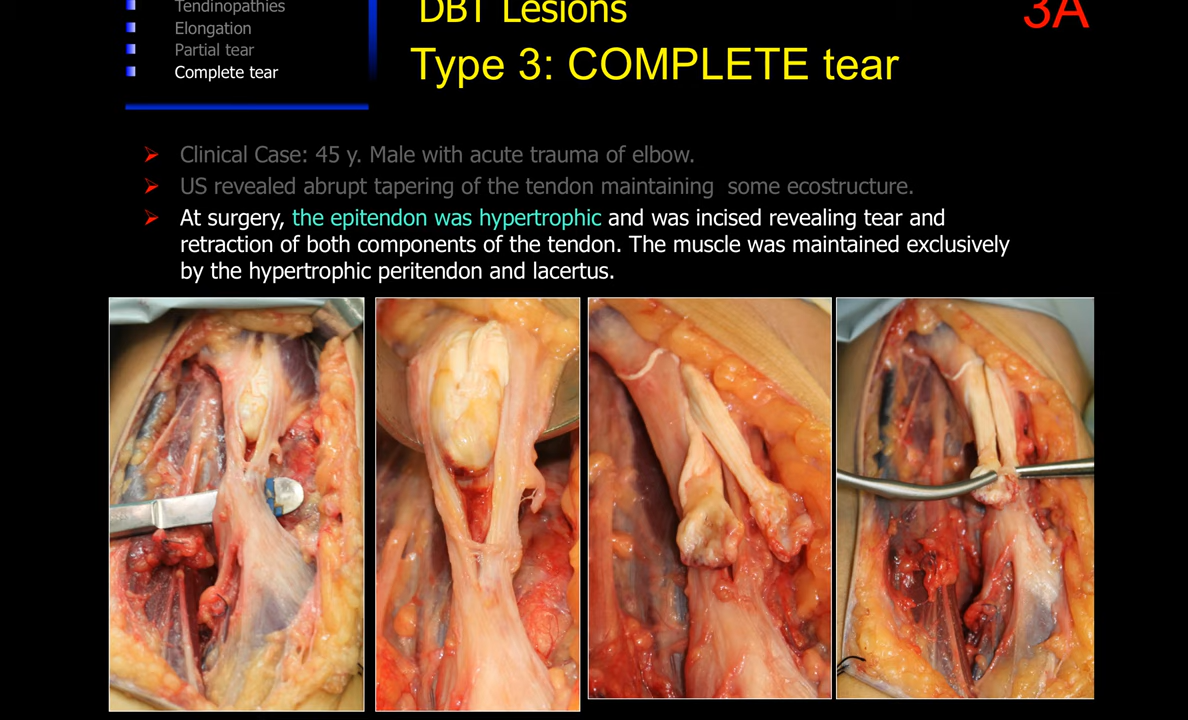 Tendinopathies
Elongation
Partial tear
Complete tear
DBT Lesions
3A
Type 3: COMPLETE tear
Clinical Case: 45 y. Male with acute trauma of elbow.
US revealed abrupt tapering of the tendon maintaining some ecostructure.
At surgery, the epitendon was hypertrophic and was incised revealing tear and
retraction of both components of the tendon. The muscle was maintained exclusively
by the hypertrophic peritendon and lacertus.